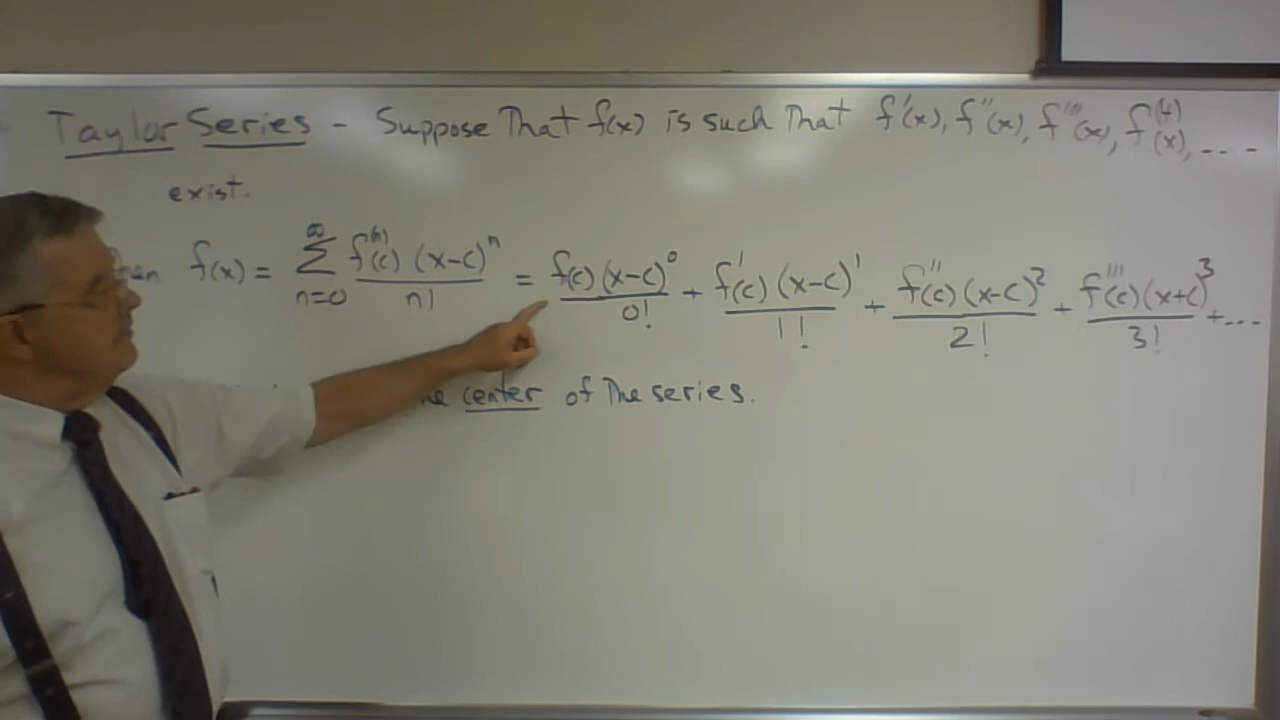 Taylor Series - Suppose That f(x) is such That f'(x), f''(x), f'''(x), f^(4)(x), ...
exist.
f(x) = ∑_{n=0}^{∞} f^(n)(c) (x-c)^n / n! = f(c) (x-c)^0 / 0! + f'(c) (x-c)^1 / 1! + f''(c) (x-c)^2 / 2! + f'''(c) (x+c)^3 / 3! + ...
center of The series.